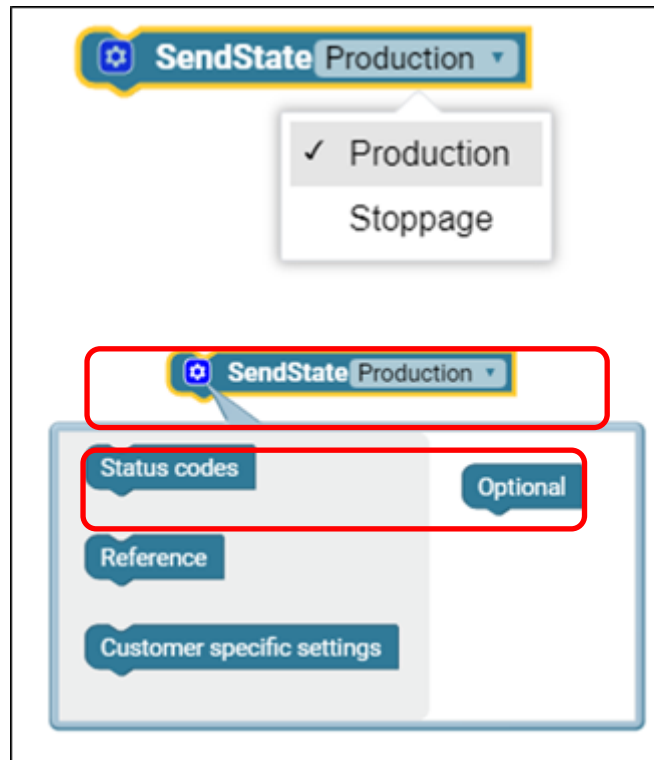 SendState Production
✓ Production
Stoppage
SendState Production
Status codes
Optional
Reference
Customer specific settings